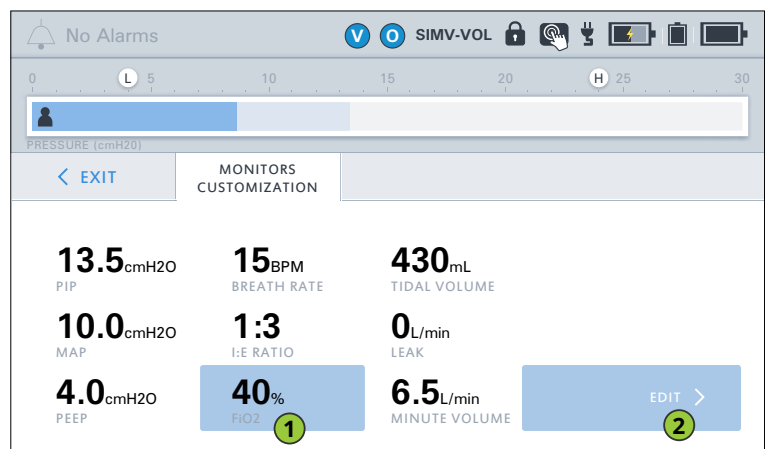 No Alarms
V O SIMV-VOL
0 L 5 10 15 20 H 25 30
PRESSURE (cmH20)
EXIT
MONITORS
CUSTOMIZATION
13.5cmH2O 15BPM 430mL
PIP BREATH RATE TIDAL VOLUME
10.0cmH2O 1:3 0L/min
MAP I:E RATIO LEAK
4.0cmH2O 40% 6.5L/min EDIT
PEEP FiO2 1 MINUTE VOLUME 2